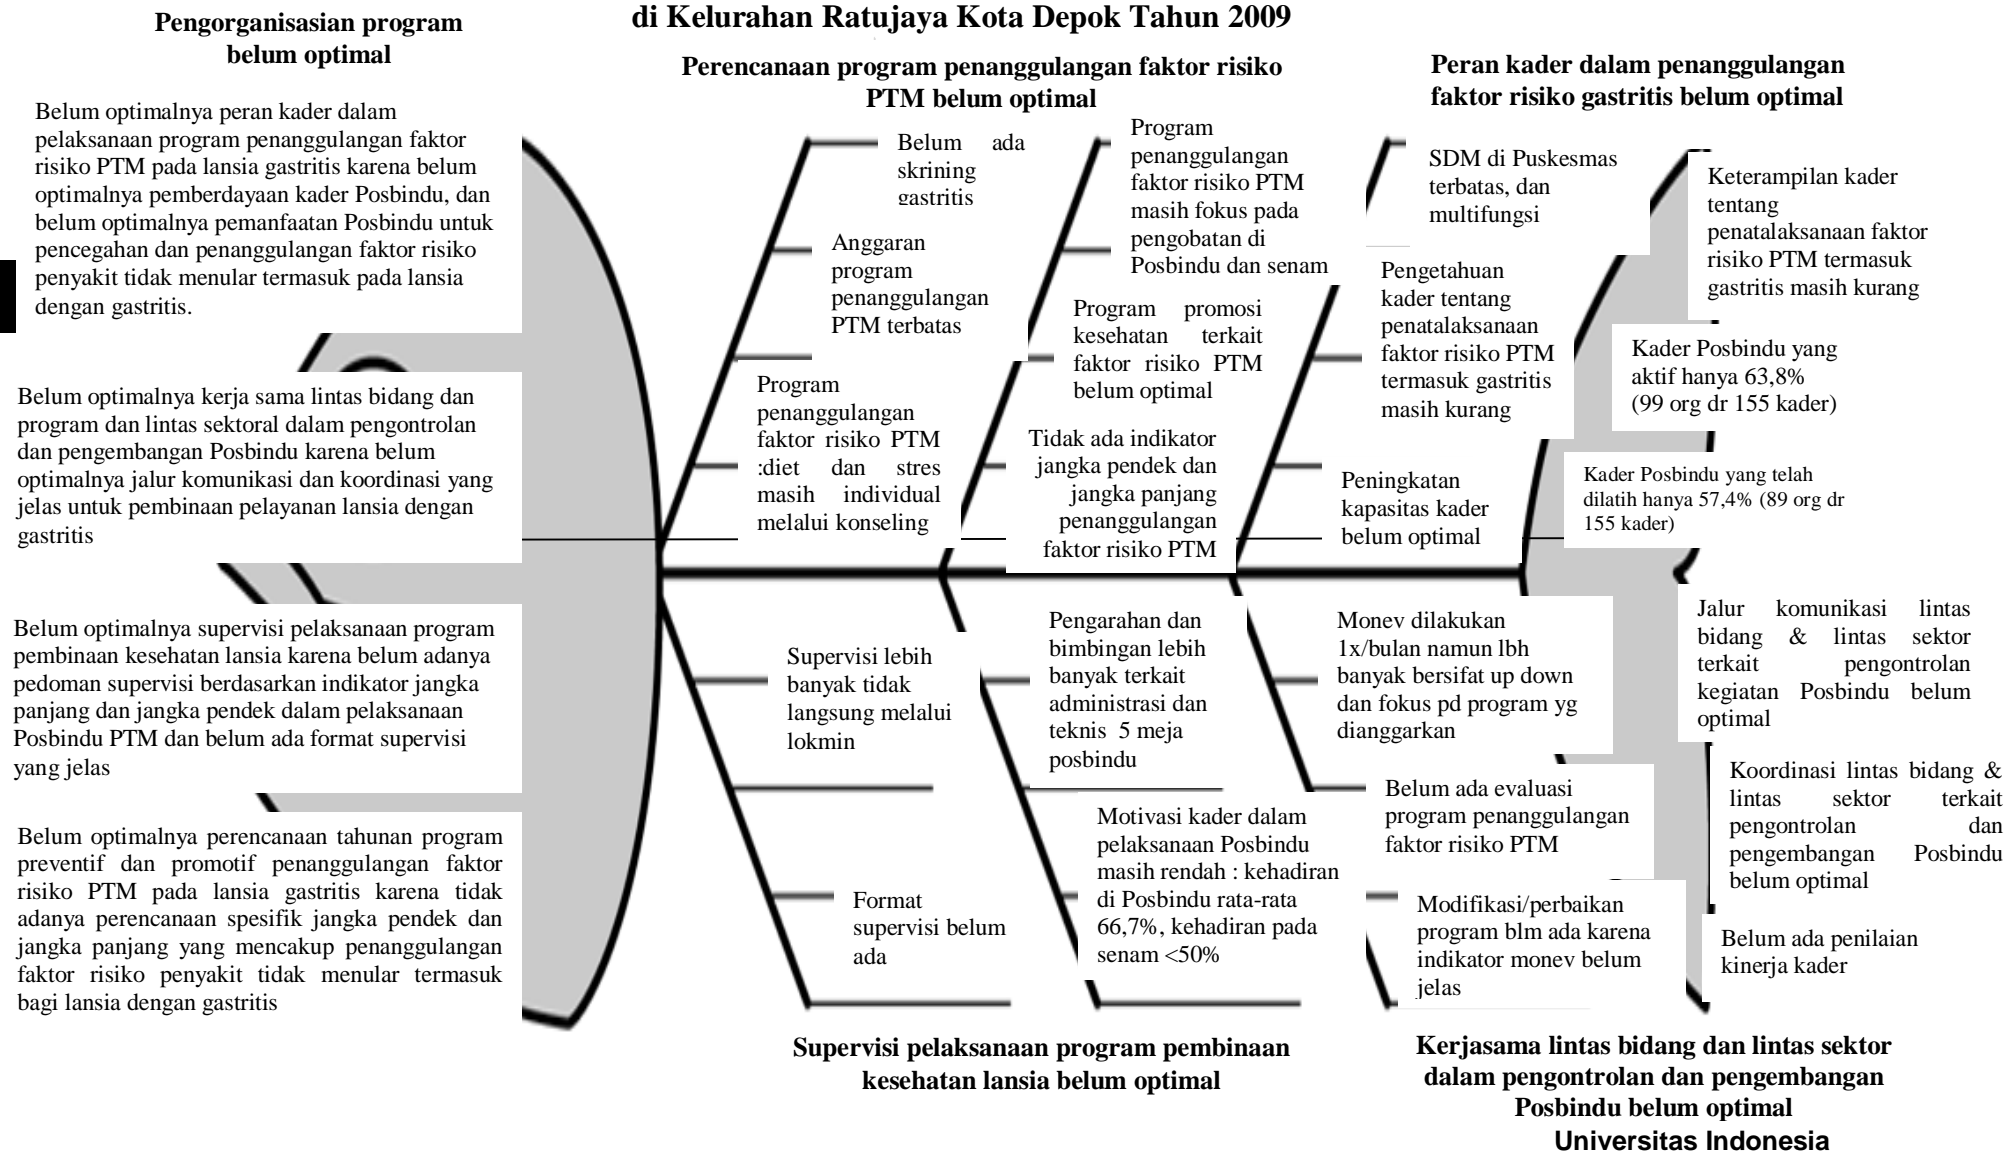 di Kelurahan Ratujaya Kota Depok Tahun 2009
Pengorganisasian program
belum optimal
Belum optimalnya peran kader dalam
pelaksanaan program penanggulangan faktor
risiko PTM pada lansia gastritis karena belum
optimalnya pemberdayaan kader Posbindu, dan
belum optimalnya pemanfaatan Posbindu untuk
pencegahan dan penanggulangan faktor risiko
penyakit tidak menular termasuk pada lansia
dengan gastritis.
Belum optimalnya kerja sama lintas bidang dan
program dan lintas sektoral dalam pengontrolan
dan pengembangan Posbindu karena belum
optimalnya jalur komunikasi dan koordinasi yang
jelas untuk pembinaan pelayanan lansia dengan
gastritis
Belum optimalnya supervisi pelaksanaan program
pembinaan kesehatan lansia karena belum adanya
pedoman supervisi berdasarkan indikator jangka
panjang dan jangka pendek dalam pelaksanaan
Posbindu PTM dan belum ada format supervisi
yang jelas
Belum optimalnya perencanaan tahunan program
preventif dan promotif penanggulangan faktor
risiko PTM pada lansia gastritis karena tidak
adanya perencanaan spesifik jangka pendek dan
jangka panjang yang mencakup penanggulangan
faktor risiko penyakit tidak menular termasuk
bagi lansia dengan gastritis
Perencanaan program penanggulangan faktor risiko
PTM belum optimal
Belum ada
skrining
gastritis
Anggaran
program
penanggulangan
PTM terbatas
Program
penanggulangan
faktor risiko PTM
:diet dan stres
masih individual
melalui konseling
Program
penanggulangan
faktor risiko PTM
masih fokus pada
pengobatan di
Posbindu dan senam
Program promosi
kesehatan terkait
faktor risiko PTM
belum optimal
Tidak ada indikator
jangka pendek dan
jangka panjang
penanggulangan
faktor risiko PTM
Peran kader dalam penanggulangan
faktor risiko gastritis belum optimal
SDM di Puskesmas
terbatas, dan
multifungsi
Pengetahuan
kader tentang
penatalaksanaan
faktor risiko PTM
termasuk gastritis
masih kurang
Peningkatan
kapasitas kader
belum optimal
Keterampilan kader
tentang
penatalaksanaan faktor
risiko PTM termasuk
gastritis masih kurang
Kader Posbindu yang
aktif hanya 63,8%
(99 org dr 155 kader)
Kader Posbindu yang telah
dilatih hanya 57,4% (89 org dr
155 kader)
Supervisi lebih
banyak tidak
langsung melalui
lokmin
Format
supervisi belum
ada
Pengarahan dan
bimbingan lebih
banyak terkait
administrasi dan
teknis 5 meja
posbindu
Motivasi kader dalam
pelaksanaan Posbindu
masih rendah : kehadiran
di Posbindu rata-rata
66,7%, kehadiran pada
senam <50%
Supervisi pelaksanaan program pembinaan
kesehatan lansia belum optimal
Monev dilakukan
1x/bulan namun lbh
banyak bersifat up down
dan fokus pd program yg
dianggarkan
Belum ada evaluasi
program penanggulangan
faktor risiko PTM
Modifikasi/perbaikan
program blm ada karena
indikator monev belum
jelas
Jalur komunikasi lintas
bidang & lintas sektor
terkait pengontrolan
kegiatan Posbindu belum
optimal
Koordinasi lintas bidang &
lintas sektor terkait
pengontrolan dan
pengembangan Posbindu
belum optimal
Belum ada penilaian
kinerja kader
Kerjasama lintas bidang dan lintas sektor
dalam pengontrolan dan pengembangan
Posbindu belum optimal
Universitas Indonesia